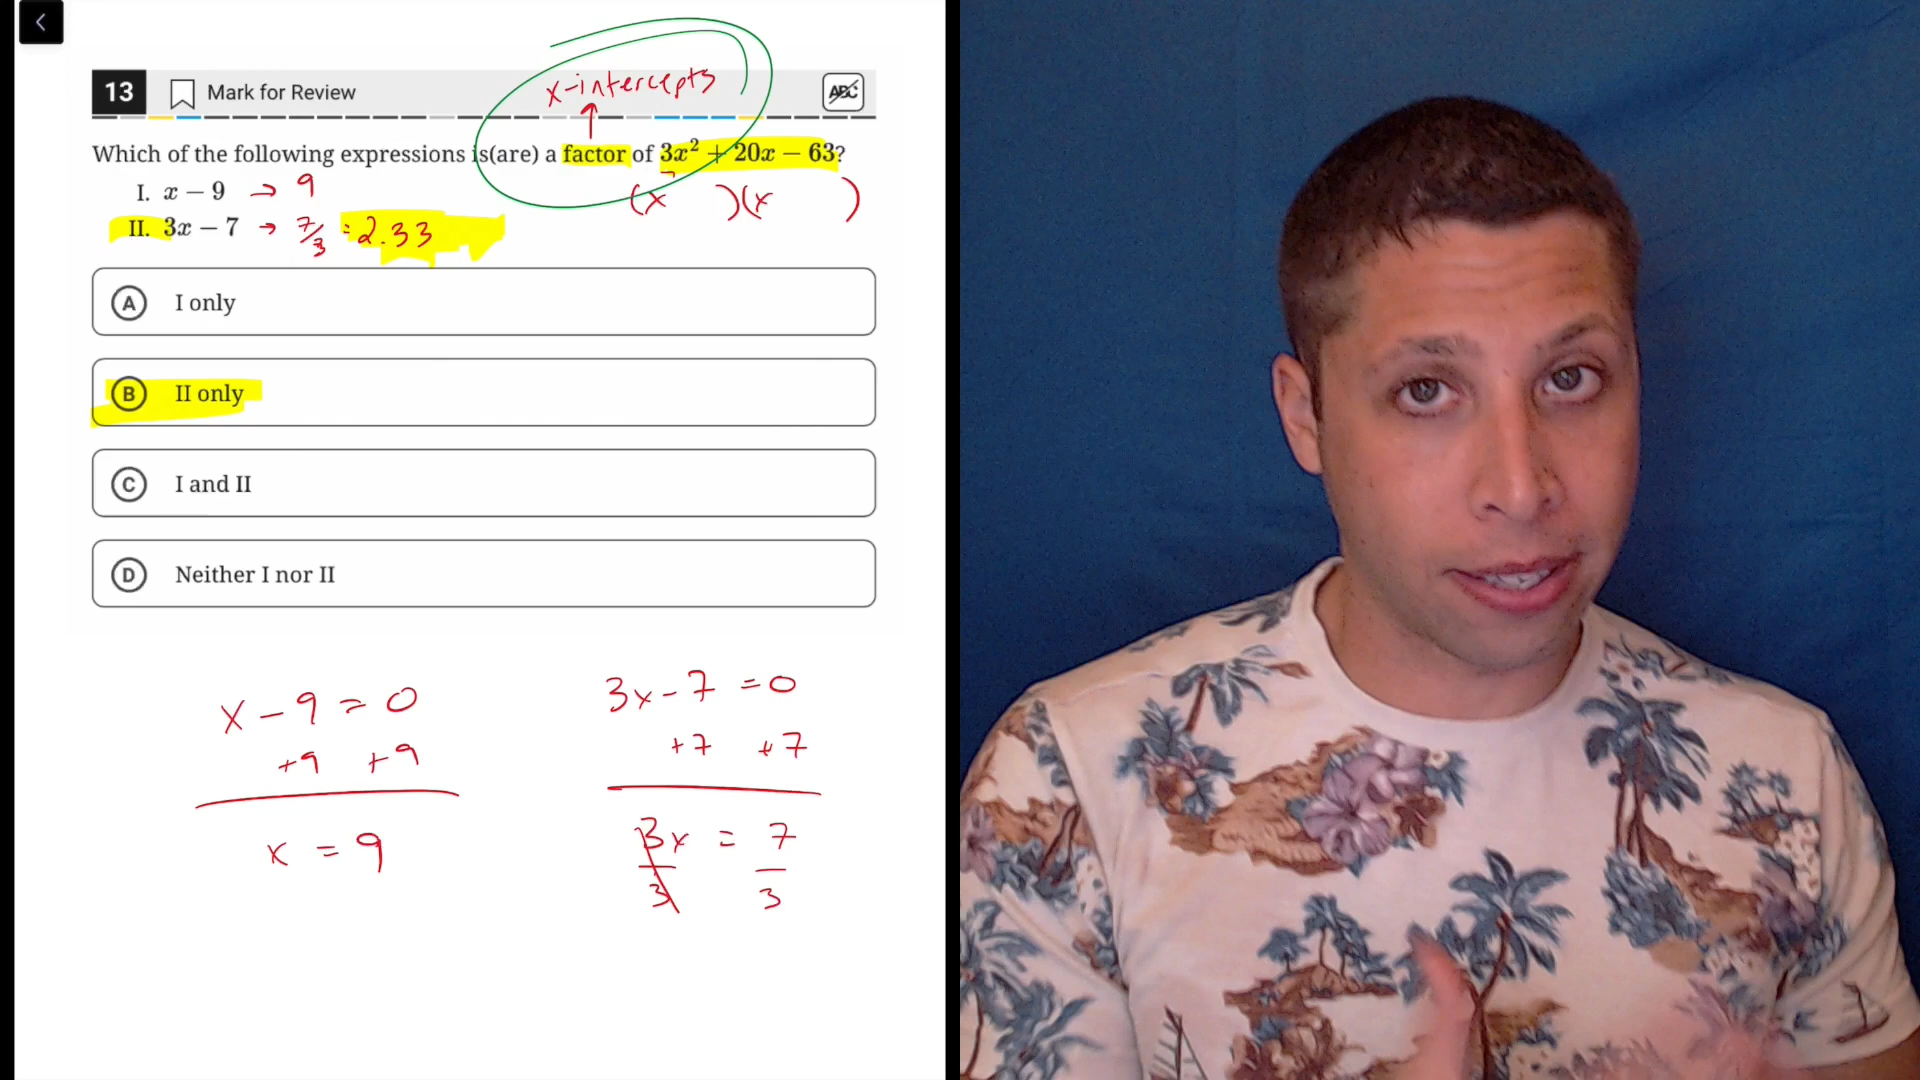 x-intercepts
13 Mark for Review ABC
Which of the following expressions is(are) a factor of 3x² + 20x − 63?
(x )(x )
I. x − 9 → 9
II. 3x − 7 → 7/3 = 2.33
A I only
B II only
C I and II
D Neither I nor II
x − 9 = 0
+9 +9
x = 9
3x − 7 = 0
+7 +7
3x = 7
3 3